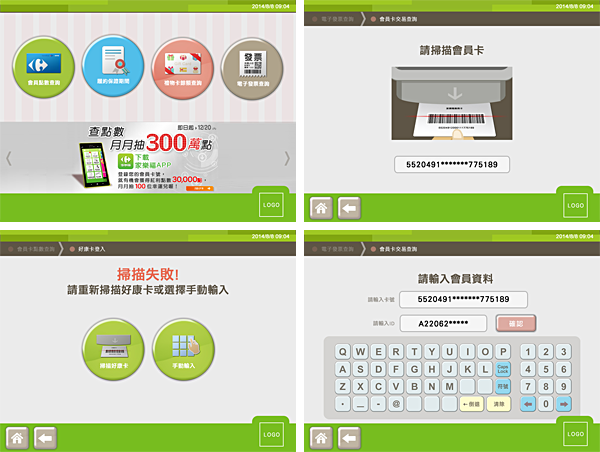 2014/8/8 09:04
會員點數查詢
簡約保證期間
禮物卡餘額查詢
發票
電子發票查詢
查點數
即日起▸12/20止
月月抽300萬點
下載
家樂福APP
登錄您的會員卡號,
就有機會獲得紅利點數30,000點,
月月抽100位幸運兒喔!
LOGO
2014/8/8 09:04
電子發票查詢
會員卡交易查詢
請掃描會員卡
5520491*******775189
LOGO
2014/8/8 09:04
會員卡點數查詢
好康卡登入
掃描失敗!
請重新掃描好康卡或選擇手動輸入
掃描好康卡
手動輸入
LOGO
2014/8/8 09:04
電子發票查詢
會員卡交易查詢
請輸入會員資料
請輸入卡號
5520491*******775189
請輸入ID
A22062*****
確認
Q W E R T Y U I O P 1 2 3
A S D F G H J K L Caps Lock 4 5 6
Z X C V B N M 符號 7 8 9
. _ - @ ←倒退 清除 ← 0 →
LOGO